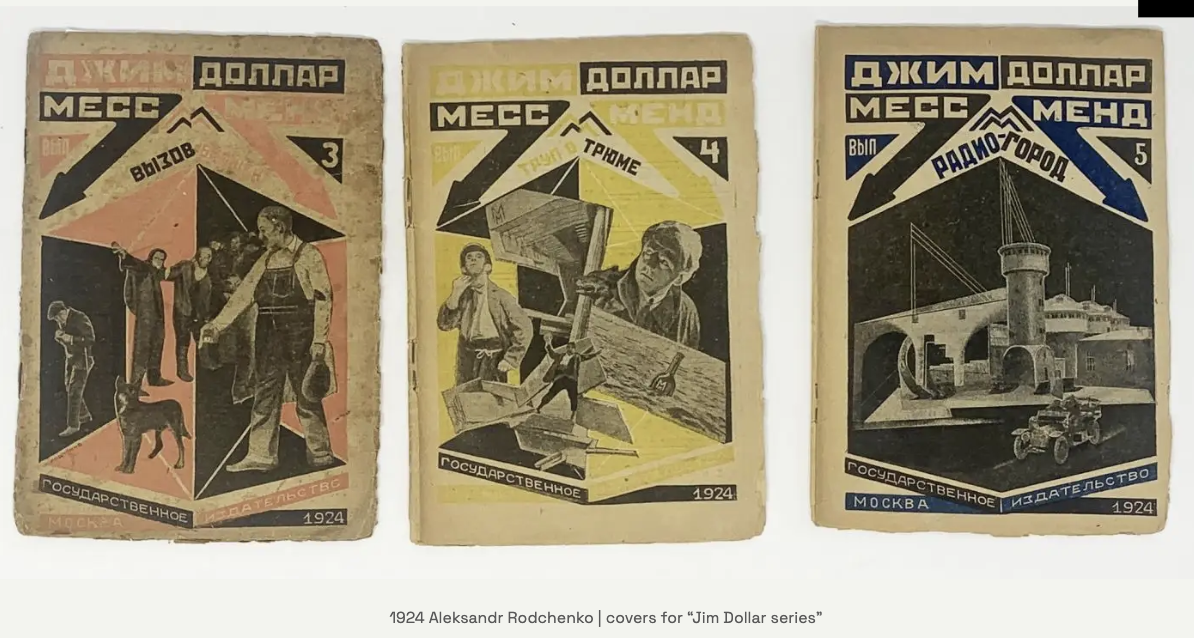 ДЖИМ ДОЛЛАР
МЕСС МЕНД
ВЫП 3
ВЫЗОВ
ГОСУДАРСТВЕННОЕ ИЗДАТЕЛЬСТВО
МОСКВА 1924
ДЖИМ ДОЛЛАР
МЕСС МЕНД
ВЫП 4
ТРУП В ТРЮМЕ
M
M
ГОСУДАРСТВЕННОЕ
1924
ДЖИМ ДОЛЛАР
МЕСС МЕНД
ВЫП 5
РАДИО-ГОРОД
ГОСУДАРСТВЕННОЕ ИЗДАТЕЛЬСТВО
МОСКВА 1924
1924 Aleksandr Rodchenko | covers for “Jim Dollar series”